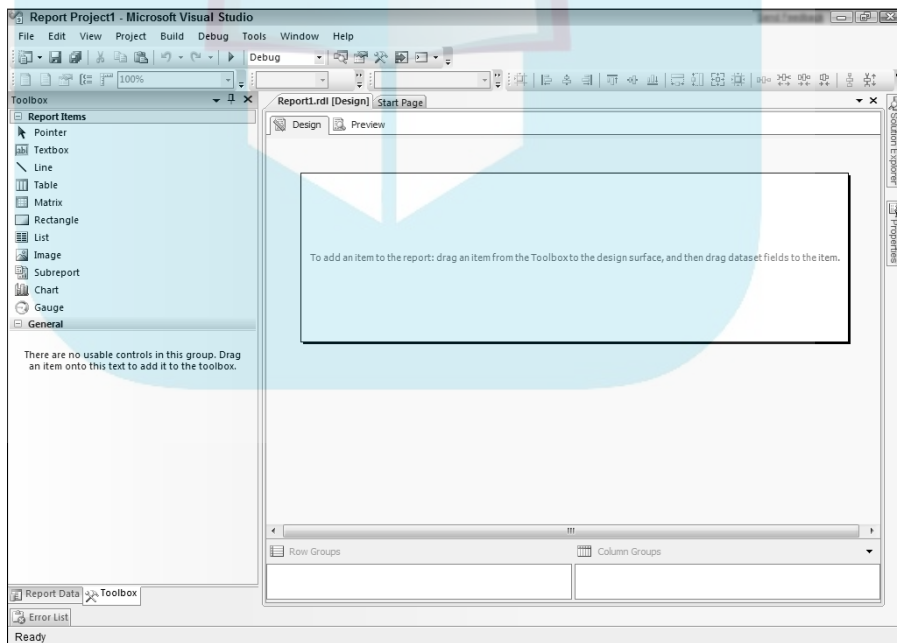 Report Project1 - Microsoft Visual Studio
File Edit View Project Build Debug Tools Window Help
Debug
100%
Toolbox
Report Items
Pointer
Textbox
Line
Table
Matrix
Rectangle
List
Image
Subreport
Chart
Gauge
General
There are no usable controls in this group. Drag
an item onto this text to add it to the toolbox.
Report Data Toolbox
Report1.rdl [Design] Start Page
Design Preview
To add an item to the report: drag an item from the Toolbox to the design surface, and then drag dataset fields to the item.
Row Groups
Column Groups
Solution Explorer
Properties
Error List
Ready